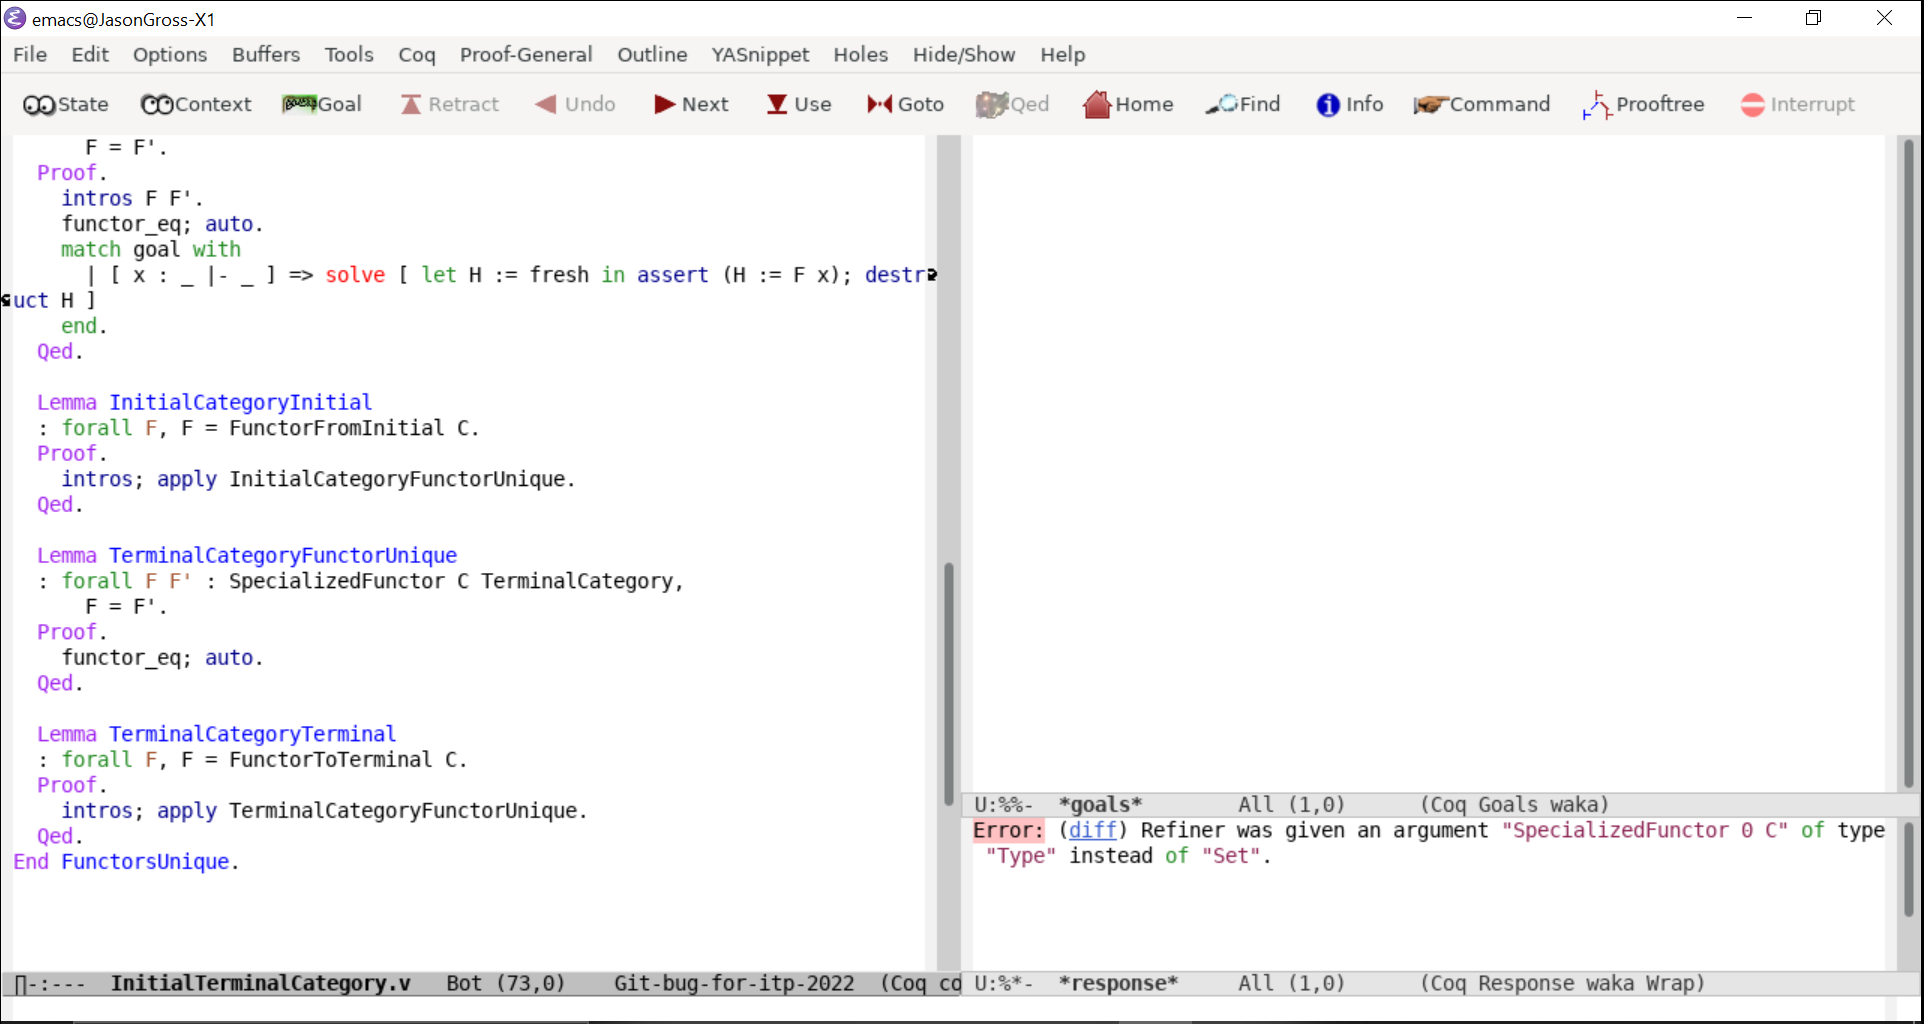 emacs@JasonGross-X1
File Edit Options Buffers Tools Coq Proof-General Outline YASnippet Holes Hide/Show Help
State Context Goal Retract Undo Next Use Goto Qed Home Find Info Command Prooftree Interrupt
F = F'.
Proof.
intros F F'.
functor_eq; auto.
match goal with
| [ x : _ |- _ ] => solve [ let H := fresh in assert (H := F x); destr
uct H ]
end.
Qed.
Lemma InitialCategoryInitial
: forall F, F = FunctorFromInitial C.
Proof.
intros; apply InitialCategoryFunctorUnique.
Qed.
Lemma TerminalCategoryFunctorUnique
: forall F F' : SpecializedFunctor C TerminalCategory,
F = F'.
Proof.
functor_eq; auto.
Qed.
Lemma TerminalCategoryTerminal
: forall F, F = FunctorToTerminal C.
Proof.
intros; apply TerminalCategoryFunctorUnique.
Qed.
End FunctorsUnique.
-:--- InitialTerminalCategory.v Bot (73,0) Git-bug-for-itp-2022 (Coq co
U:%%- *goals* All (1,0) (Coq Goals waka)
Error: (diff) Refiner was given an argument "SpecializedFunctor 0 C" of type
"Type" instead of "Set".
U:%*- *response* All (1,0) (Coq Response waka Wrap)